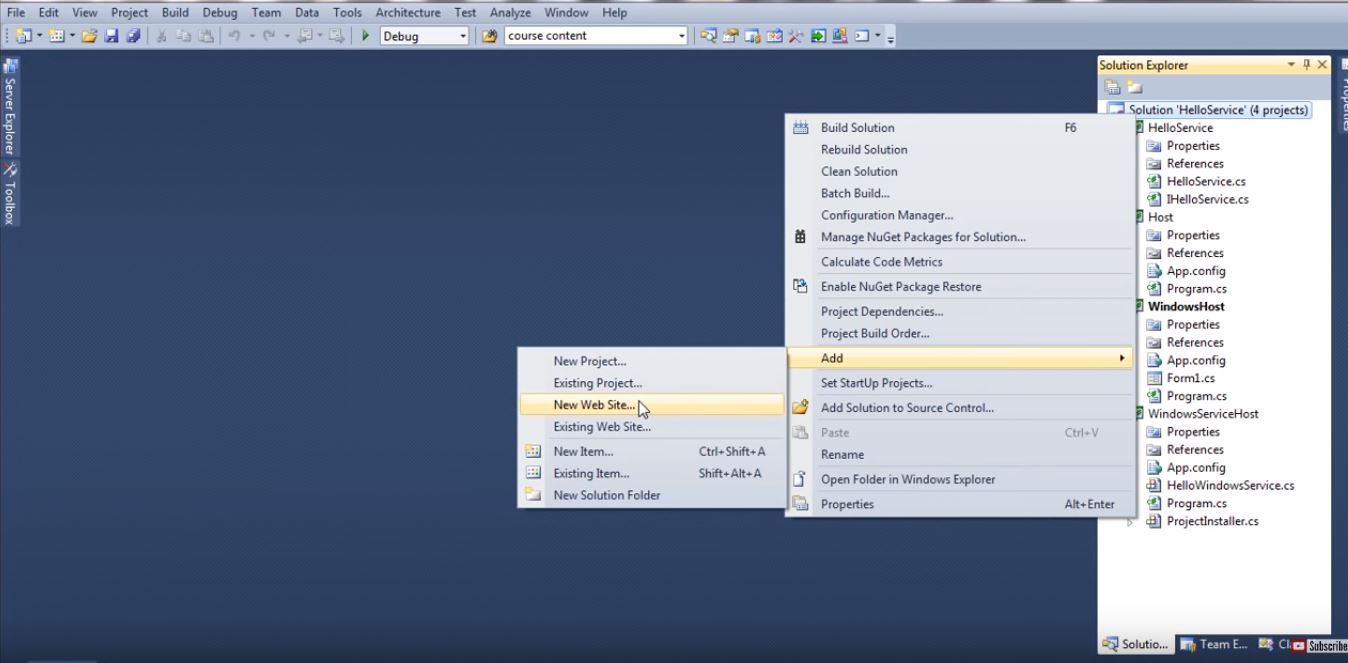 File Edit View Project Build Debug Team Data Tools Architecture Test Analyze Window Help
Debug course content
Server Explorer
Toolbox
Solution Explorer
Properties
Solution 'HelloService' (4 projects)
HelloService
Properties
References
HelloService.cs
IHelloService.cs
Host
Properties
References
App.config
Program.cs
WindowsHost
Properties
References
App.config
Form1.cs
Program.cs
WindowsServiceHost
Properties
References
App.config
HelloWindowsService.cs
Program.cs
ProjectInstaller.cs
Build Solution F6
Rebuild Solution
Clean Solution
Batch Build...
Configuration Manager...
Manage NuGet Packages for Solution...
Calculate Code Metrics
Enable NuGet Package Restore
Project Dependencies...
Project Build Order...
Add
Set StartUp Projects...
Add Solution to Source Control...
Paste Ctrl+V
Rename
Open Folder in Windows Explorer
Properties Alt+Enter
New Project...
Existing Project...
New Web Site...
Existing Web Site...
New Item... Ctrl+Shift+A
Existing Item... Shift+Alt+A
New Solution Folder
Solutio... Team E... Cl
Subscribe